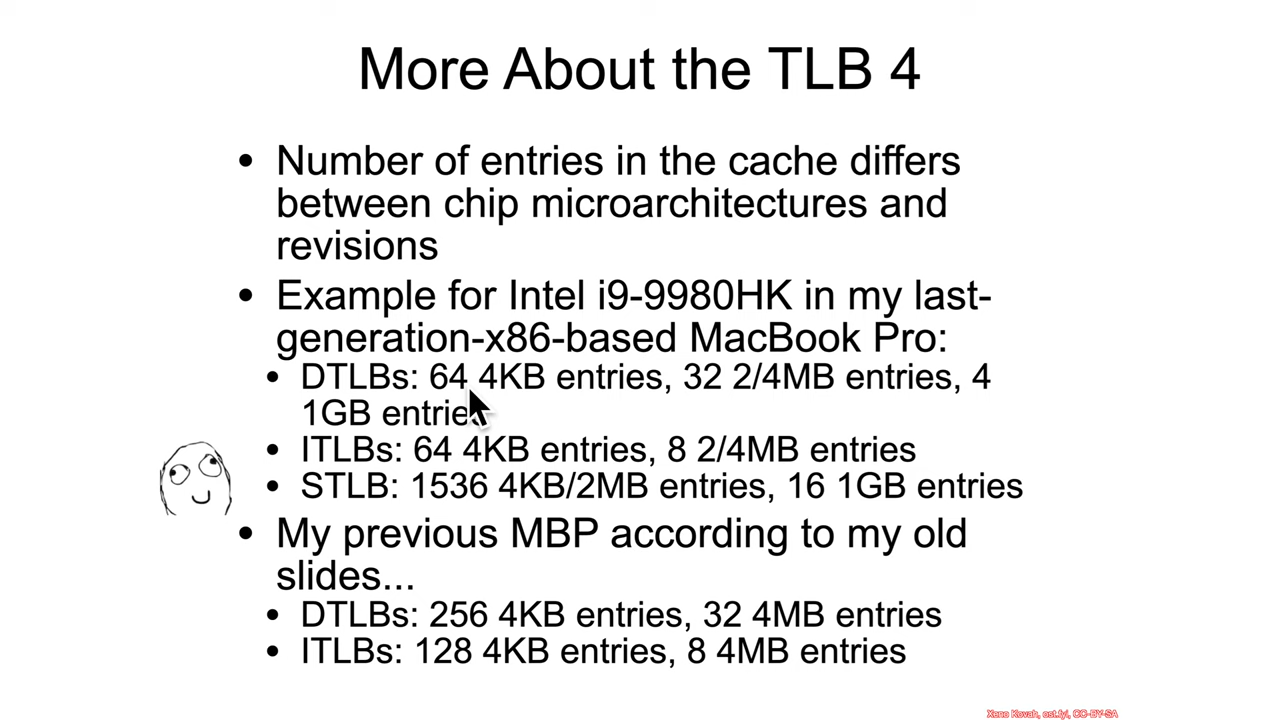 More About the TLB 4
• Number of entries in the cache differs
between chip microarchitectures and
revisions
• Example for Intel i9-9980HK in my last-
generation-x86-based MacBook Pro:
• DTLBs: 64 4KB entries, 32 2/4MB entries, 4
1GB entries
• ITLBs: 64 4KB entries, 8 2/4MB entries
• STLB: 1536 4KB/2MB entries, 16 1GB entries
• My previous MBP according to my old
slides...
• DTLBs: 256 4KB entries, 32 4MB entries
• ITLBs: 128 4KB entries, 8 4MB entries
Xeno Kovah, ost.fyi, CC-BY-SA